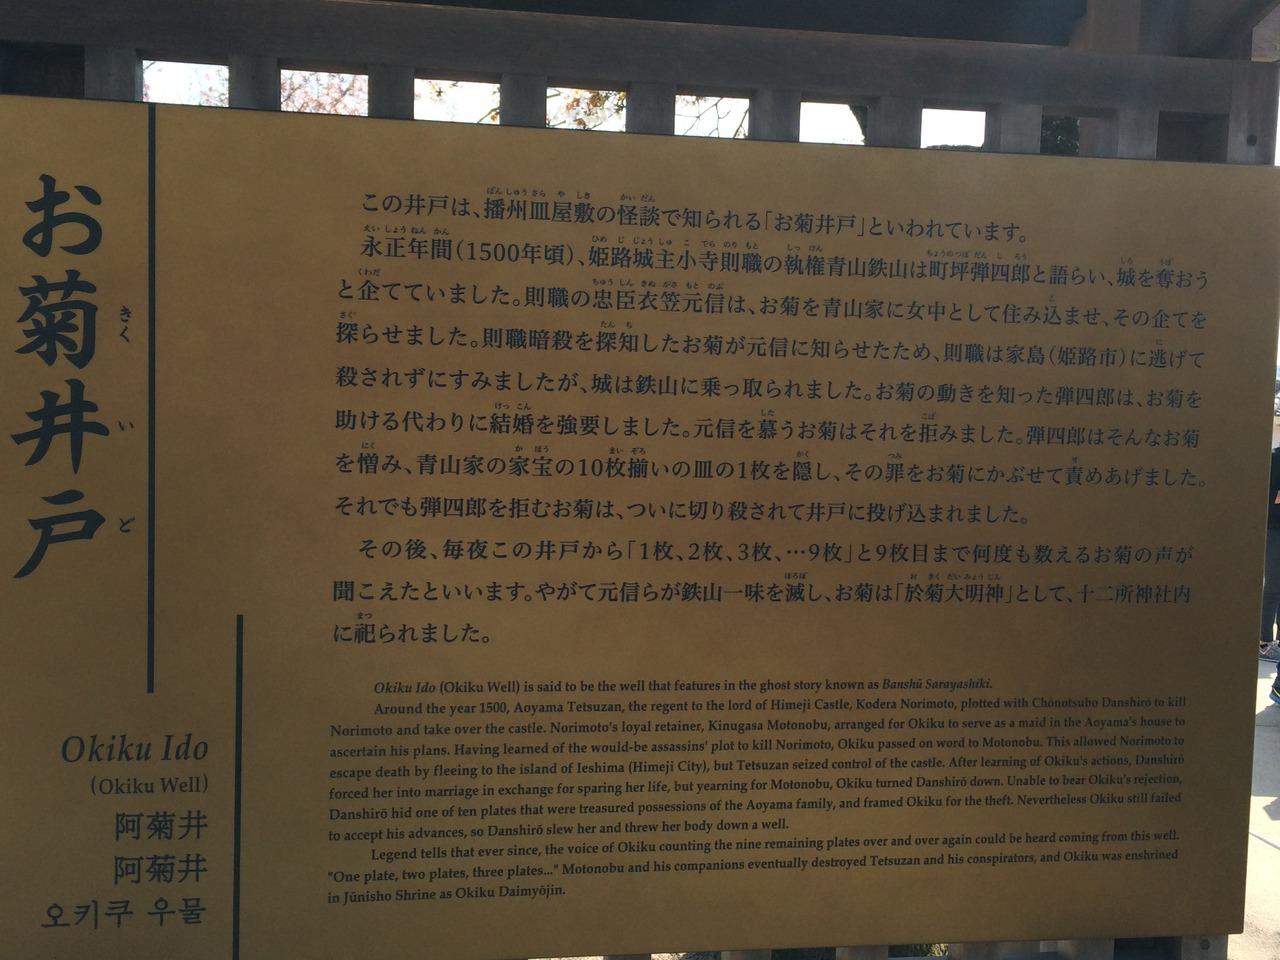 お菊井戸
きくいど
Okiku Ido
(Okiku Well)
阿菊井
阿菊井
오키쿠 우물
この井戸は、播州皿屋敷の怪談で知られる「お菊井戸」といわれています。
永正年間(1500年頃)、姫路城主小寺則職の執権青山鉄山は町坪弾四郎と語らい、城を奪おう
と企てていました。則職の忠臣衣笠元信は、お菊を青山家に女中として住み込ませ、その企てを
探らせました。則職暗殺を探知したお菊が元信に知らせたため、則職は家島(姫路市)に逃げて
殺されずにすみましたが、城は鉄山に乗っ取られました。お菊の動きを知った弾四郎は、お菊を
助ける代わりに結婚を強要しました。元信を慕うお菊はそれを拒みました。弾四郎はそんなお菊
を憎み、青山家の家宝の10枚揃いの皿の1枚を隠し、その罪をお菊にかぶせて責めあげました。
それでも弾四郎を拒むお菊は、ついに切り殺されて井戸に投げ込まれました。
その後、毎夜この井戸から「1枚、2枚、3枚、…9枚」と9枚目まで何度も数えるお菊の声が
聞こえたといいます。やがて元信らが鉄山一味を滅し、お菊は「於菊大明神」として、十二所神社内
に祀られました。
Okiku Ido (Okiku Well) is said to be the well that features in the ghost story known as Banshū Sarayashiki.
Around the year 1500, Aoyama Tetsuzan, the regent to the lord of Himeji Castle, Kodera Norimoto, plotted with Chōnotsubo Danshirō to kill
Norimoto and take over the castle. Norimoto's loyal retainer, Kinugasa Motonobu, arranged for Okiku to serve as a maid in the Aoyama's house to
ascertain his plans. Having learned of the would-be assassins' plot to kill Norimoto, Okiku passed on word to Motonobu. This allowed Norimoto to
escape death by fleeing to the island of Ieshima (Himeji City), but Tetsuzan seized control of the castle. After learning of Okiku's actions, Danshirō
forced her into marriage in exchange for sparing her life, but yearning for Motonobu, Okiku turned Danshirō down. Unable to bear Okiku's rejection,
Danshirō hid one of ten plates that were treasured possessions of the Aoyama family, and framed Okiku for the theft. Nevertheless Okiku still failed
to accept his advances, so Danshirō slew her and threw her body down a well.
Legend tells that ever since, the voice of Okiku counting the nine remaining plates over and over again could be heard coming from this well.
"One plate, two plates, three plates..." Motonobu and his companions eventually destroyed Tetsuzan and his conspirators, and Okiku was enshrined
in Jūnisho Shrine as Okiku Daimyōjin.